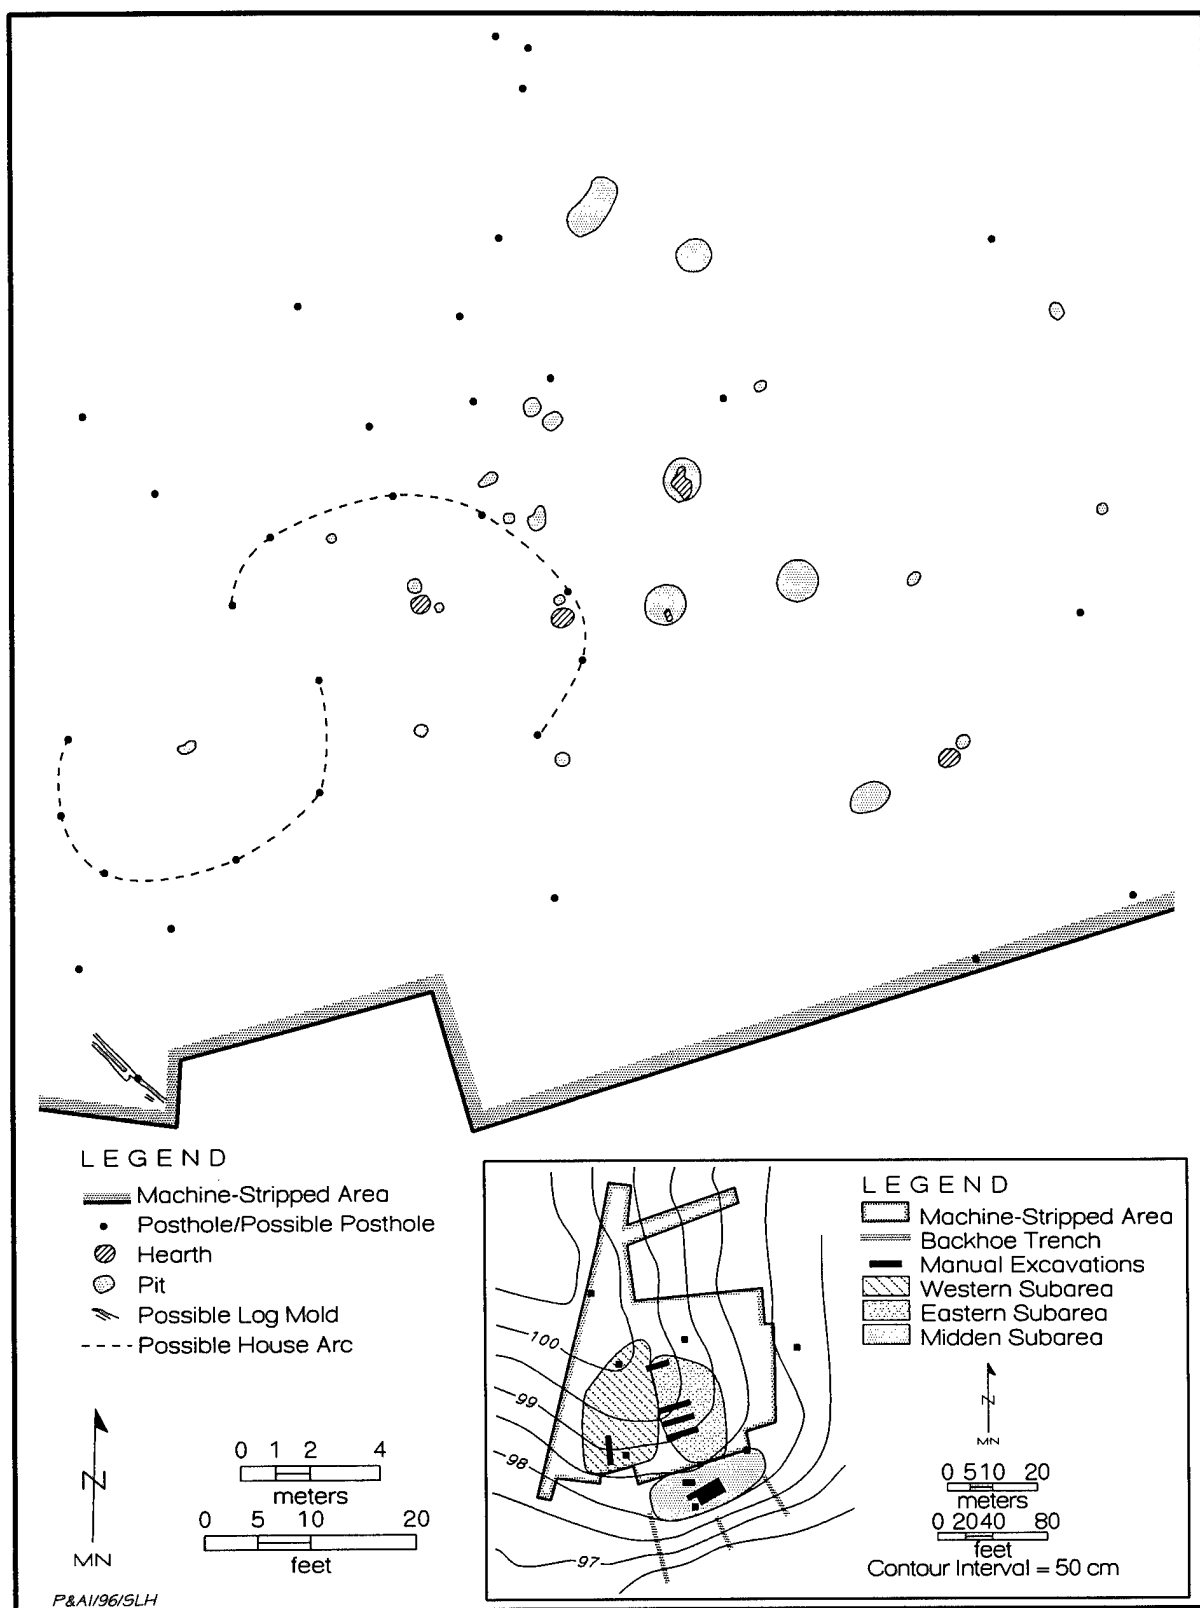 LEGEND
Machine-Stripped Area
Posthole/Possible Posthole
Hearth
Pit
Possible Log Mold
Possible House Arc
N
MN
0 1 2 4
meters
0 5 10 20
feet
P&AI/96/SLH
100
99
98
97
LEGEND
Machine-Stripped Area
Backhoe Trench
Manual Excavations
Western Subarea
Eastern Subarea
Midden Subarea
N
MN
0 5 10 20
meters
0 20 40 80
feet
Contour Interval = 50 cm